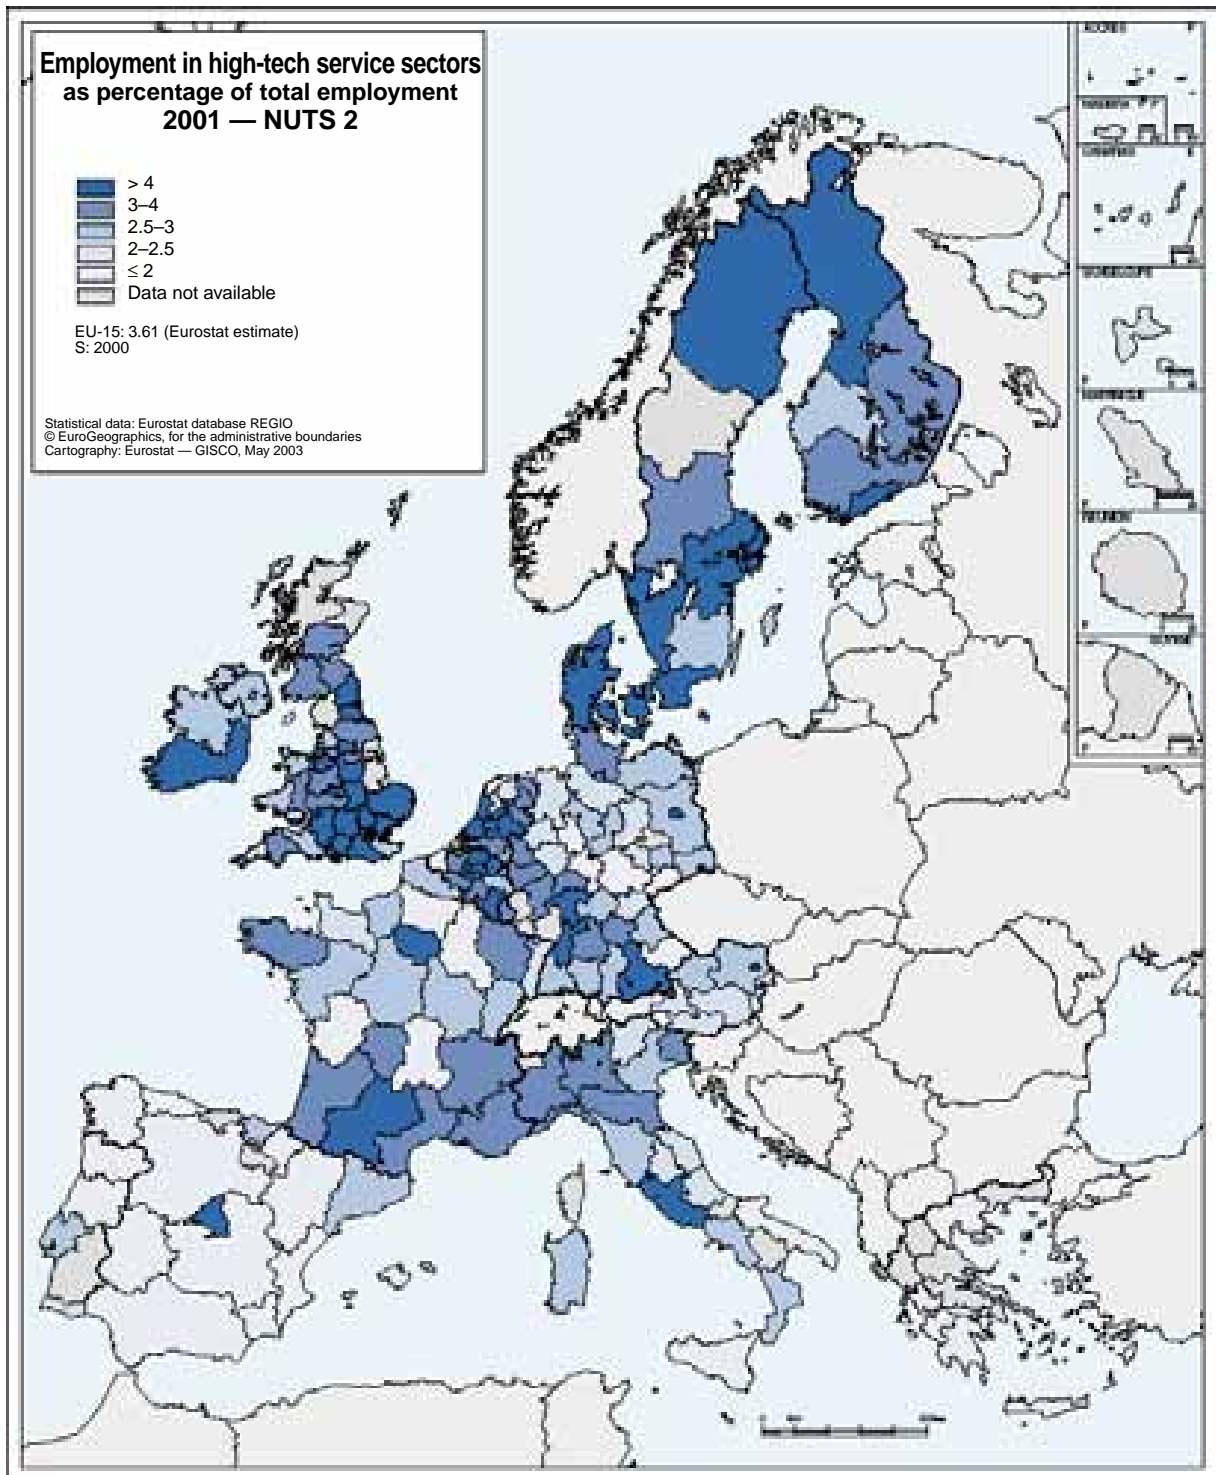 Employment in high-tech service sectors
as percentage of total employment
2001 — NUTS 2
> 4
3–4
2.5–3
2–2.5
≤ 2
Data not available
EU-15: 3.61 (Eurostat estimate)
S: 2000
Statistical data: Eurostat database REGIO
© EuroGeographics, for the administrative boundaries
Cartography: Eurostat — GISCO, May 2003
GUADELOUPE
REUNION